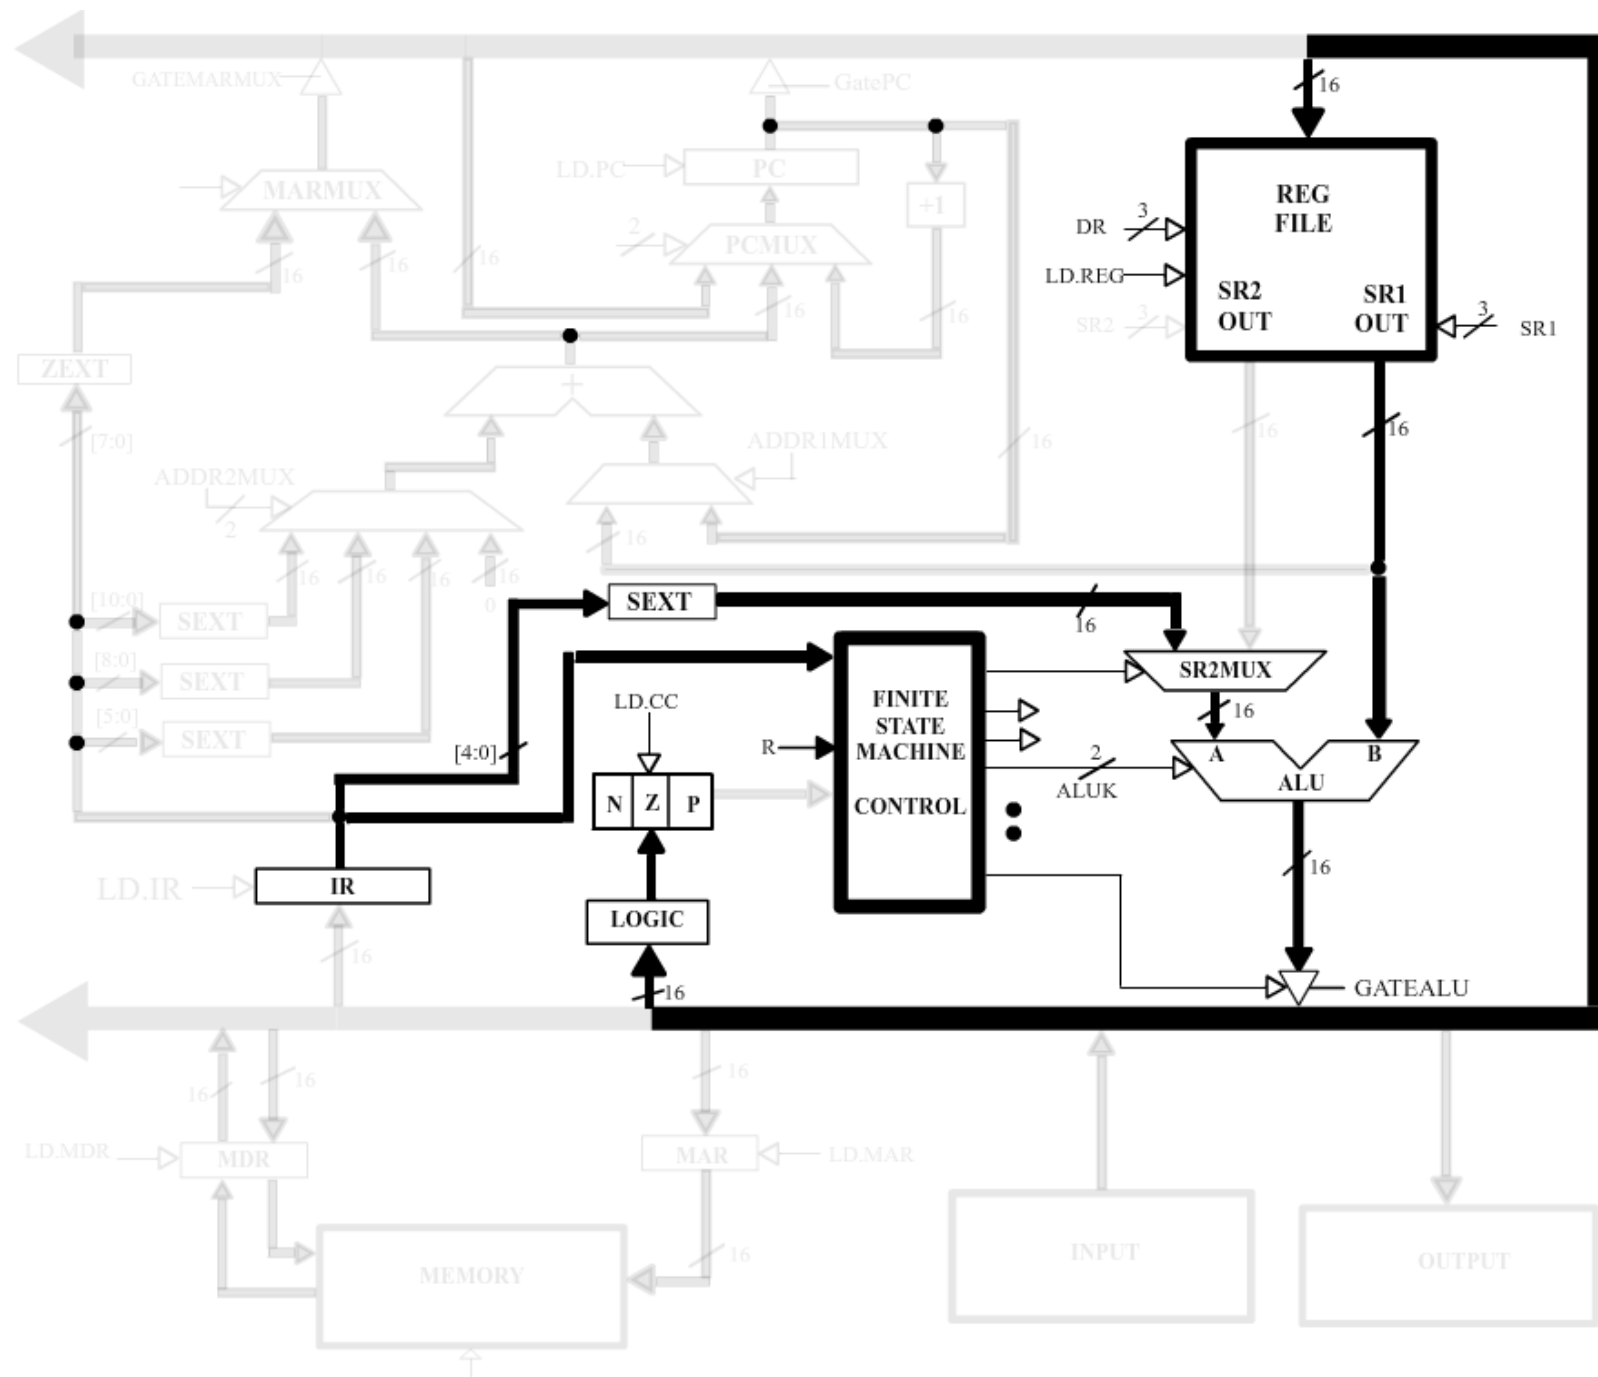 16
GATEMARMUX
GatePC
LD.PC
PC
MARMUX
+1
2
PCMUX
16
16
16
16
16
REG
FILE
DR
3
LD.REG
SR2
OUT
SR1
OUT
SR2
3
3
SR1
ZEXT
+
[7:0]
ADDR1MUX
16
16
16
ADDR2MUX
2
16
16
16
16
16
0
[10:0]
SEXT
[8:0]
SEXT
[5:0]
SEXT
SEXT
16
SR2MUX
16
FINITE
STATE
MACHINE
CONTROL
LD.CC
R
[4:0]
N Z P
2
ALUK
A
B
ALU
16
LD.IR
IR
LOGIC
16
16
GATEALU
16
16
16
LD.MDR
MDR
MAR
LD.MAR
16
MEMORY
INPUT
OUTPUT